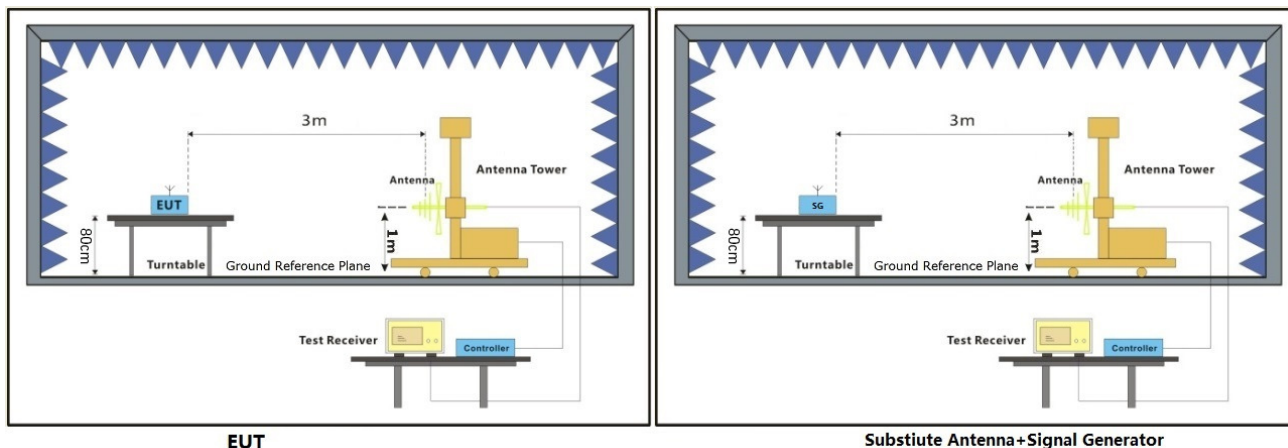 3m
Antenna
Antenna Tower
EUT
80cm
1m
Turntable
Ground Reference Plane
Test Receiver
Controller
EUT
3m
Antenna
Antenna Tower
SG
80cm
1m
Turntable
Ground Reference Plane
Test Receiver
Controller
Substiute Antenna+Signal Generator